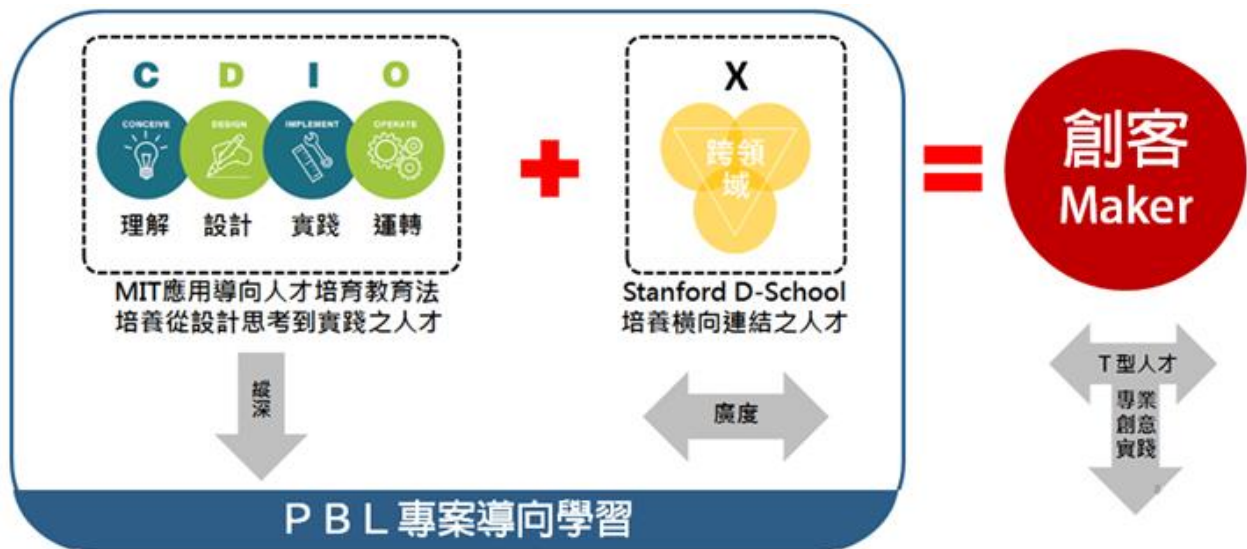 C D I O
CONCEIVE DESIGN IMPLEMENT OPERATE
理解 設計 實踐 運轉
MIT應用導向人才培育教育法
培養從設計思考到實踐之人才
縱深
+
X
跨領
域
Stanford D-School
培養橫向連結之人才
廣度
=
創客
Maker
T型人才
專業
創意
實踐
PBL專案導向學習